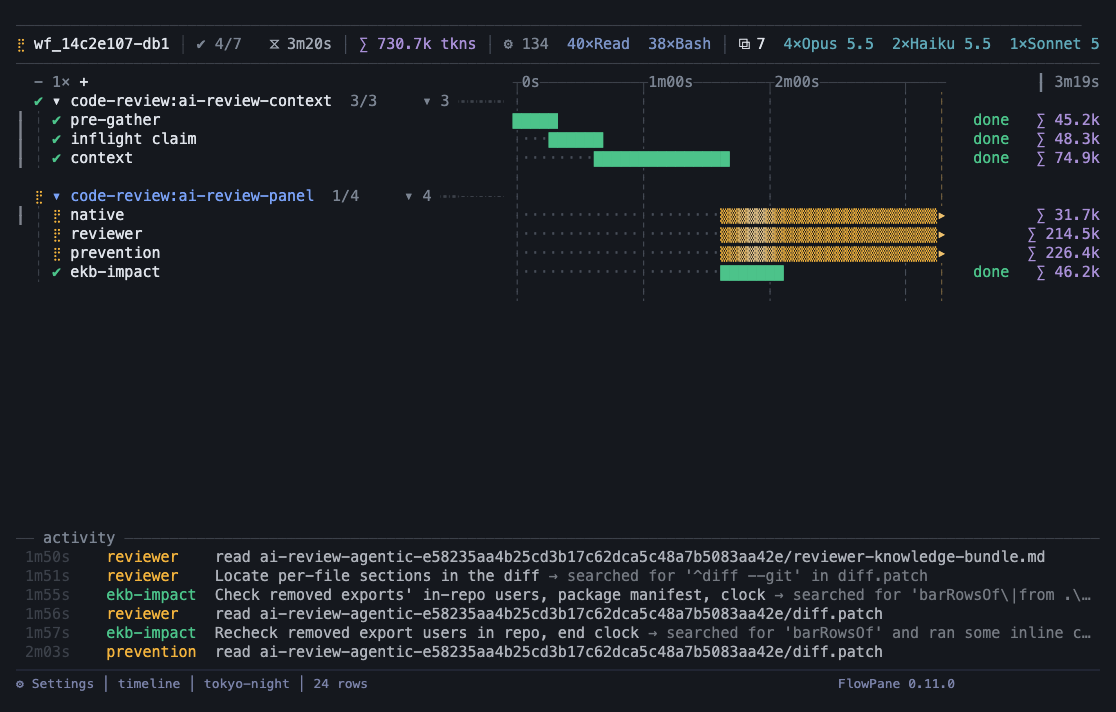 wf_14c2e107-db1 │ ✔ 4/7 ⧖ 3m20s │ ∑ 730.7k tkns │ ⚙ 134 40×Read 38×Bash │ ⧉ 7 4×Opus 5.5 2×Haiku 5.5 1×Sonnet 5
− 1× + 0s 1m00s 2m00s 3m19s
✔ ▾ code-review:ai-review-context 3/3 ▾ 3
✔ pre-gather done ∑ 45.2k
✔ inflight claim done ∑ 48.3k
✔ context done ∑ 74.9k
▾ code-review:ai-review-panel 1/4 ▾ 4
native ∑ 31.7k
reviewer ∑ 214.5k
prevention ∑ 226.4k
✔ ekb-impact done ∑ 46.2k
activity
1m50s reviewer read ai-review-agentic-e58235aa4b25cd3b17c62dca5c48a7b5083aa42e/reviewer-knowledge-bundle.md
1m51s reviewer Locate per-file sections in the diff → searched for '^diff --git' in diff.patch
1m55s ekb-impact Check removed exports' in-repo users, package manifest, clock → searched for 'barRowsOf\|from .\…
1m56s reviewer read ai-review-agentic-e58235aa4b25cd3b17c62dca5c48a7b5083aa42e/diff.patch
1m57s ekb-impact Recheck removed export users in repo, end clock → searched for 'barRowsOf' and ran some inline c…
2m03s prevention read ai-review-agentic-e58235aa4b25cd3b17c62dca5c48a7b5083aa42e/diff.patch
⚙ Settings │ timeline │ tokyo-night │ 24 rows FlowPane 0.11.0